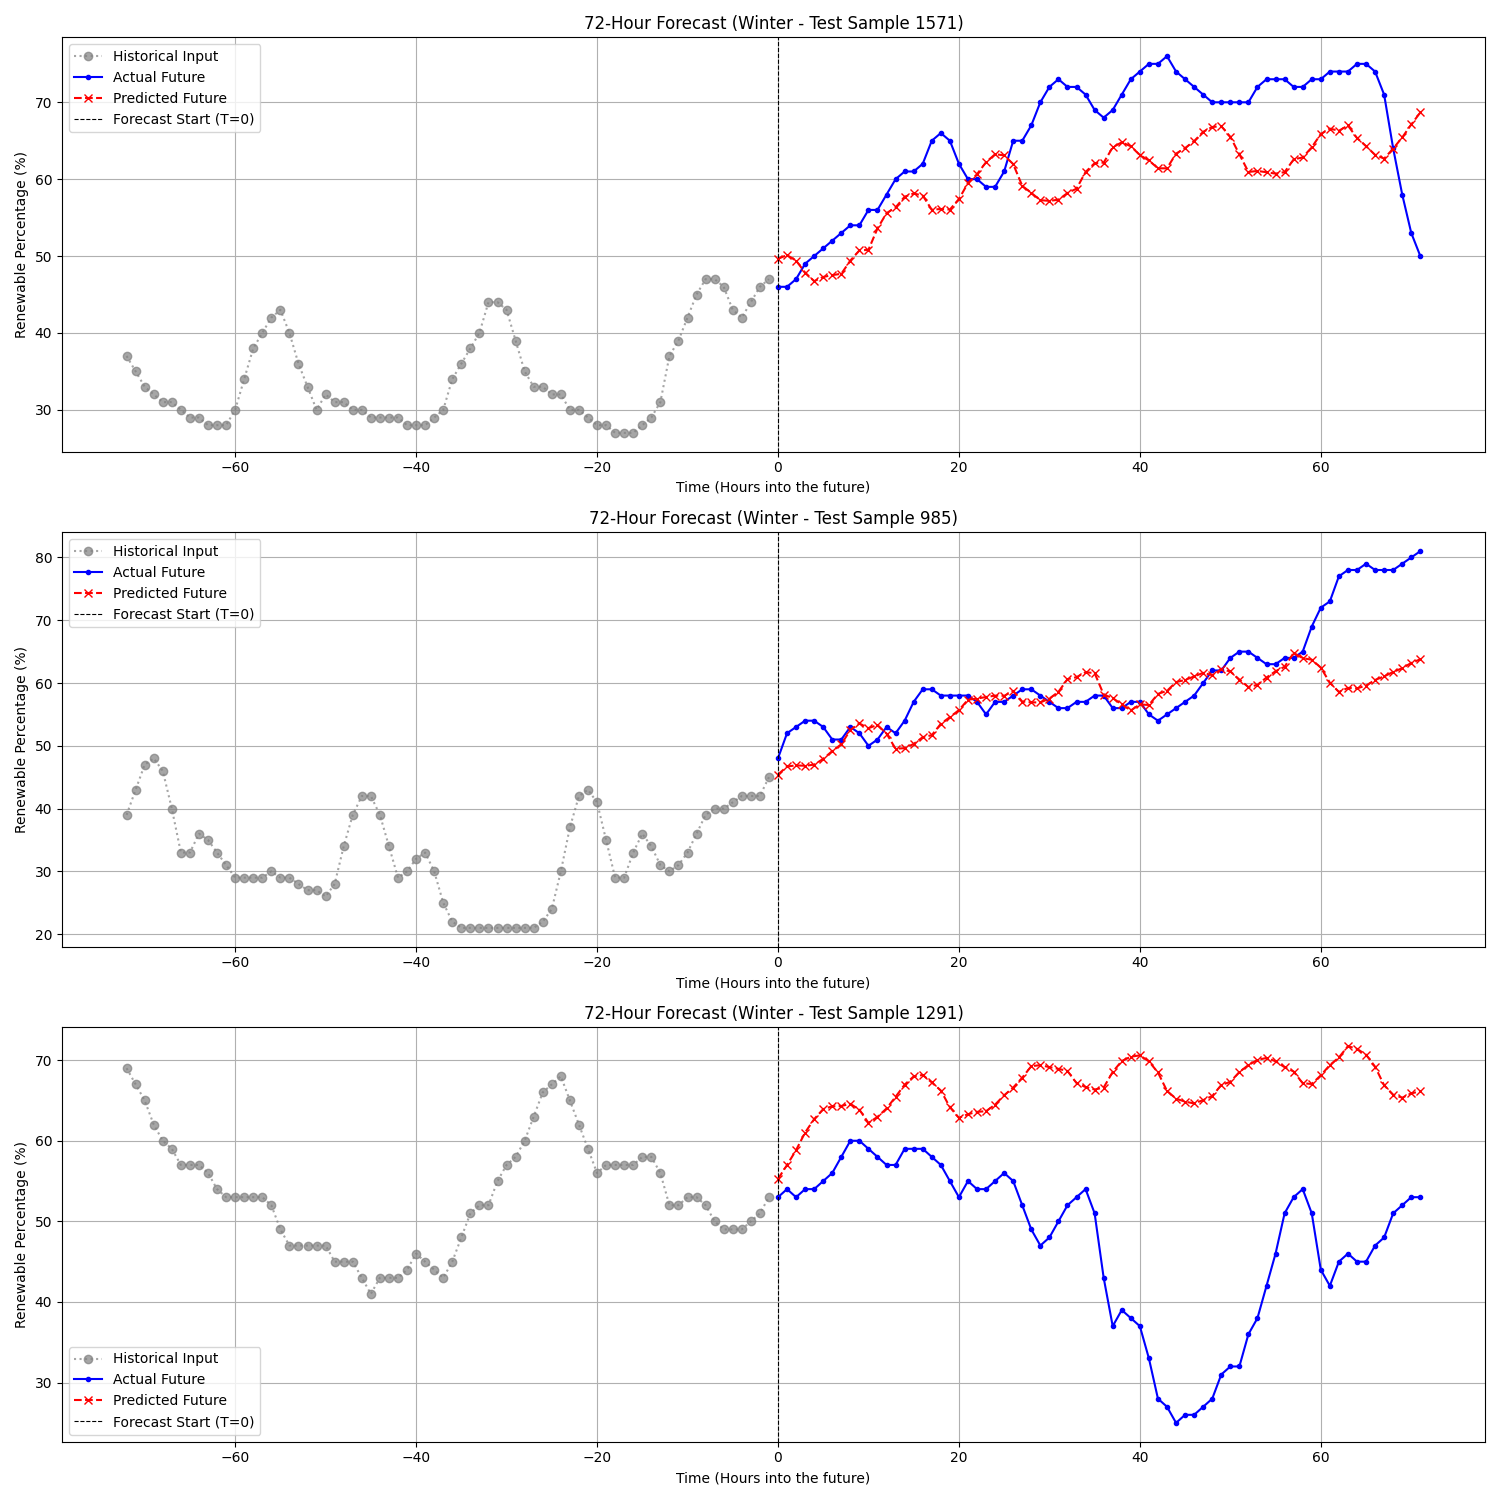 72-Hour Forecast (Winter - Test Sample 1571)
Historical Input
Actual Future
Predicted Future
Forecast Start (T=0)
Renewable Percentage (%)
70
60
50
40
30
−60 −40 −20 0 20 40 60
Time (Hours into the future)
72-Hour Forecast (Winter - Test Sample 985)
Historical Input
Actual Future
Predicted Future
Forecast Start (T=0)
Renewable Percentage (%)
80
70
60
50
40
30
20
−60 −40 −20 0 20 40 60
Time (Hours into the future)
72-Hour Forecast (Winter - Test Sample 1291)
Renewable Percentage (%)
70
60
50
40
30
Historical Input
Actual Future
Predicted Future
Forecast Start (T=0)
−60 −40 −20 0 20 40 60
Time (Hours into the future)